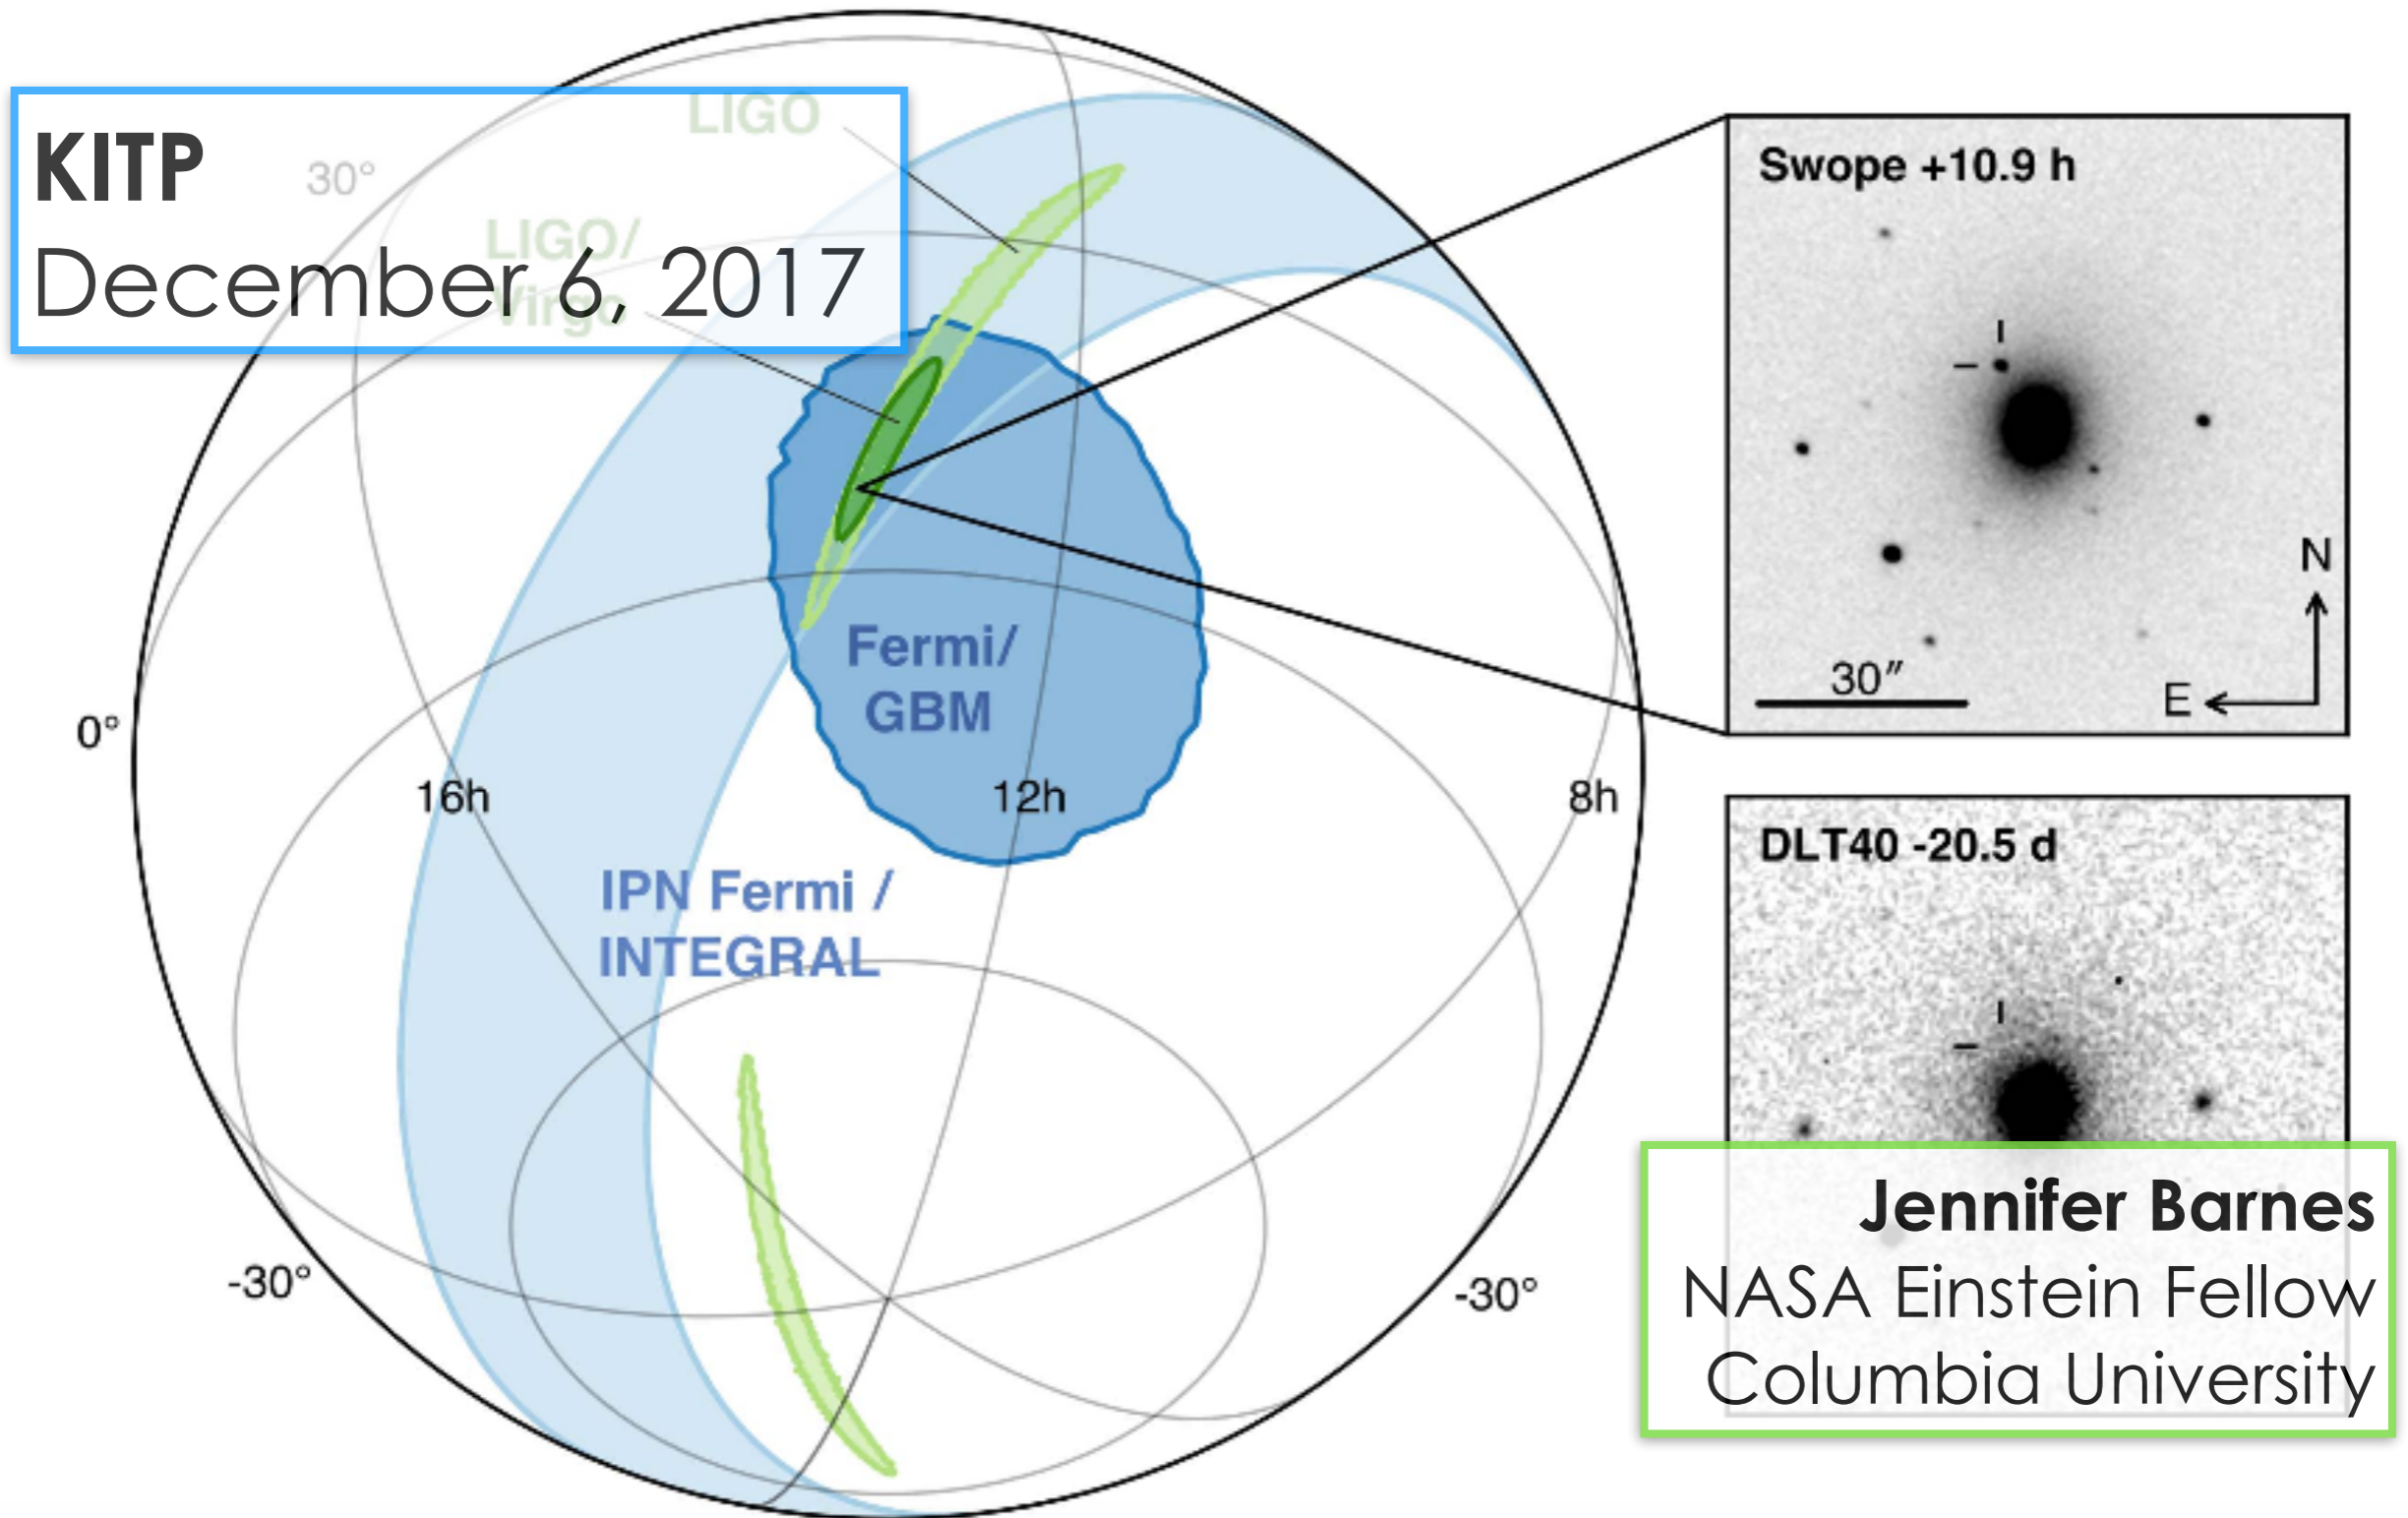 KITP
December 6, 2017
LIGO
30°
LIGO/
Virgo
Swope +10.9 h
N
30″
E
Fermi/
GBM
0°
16h
12h
8h
DLT40 -20.5 d
IPN Fermi /
INTEGRAL
-30°
-30°
Jennifer Barnes
NASA Einstein Fellow
Columbia University